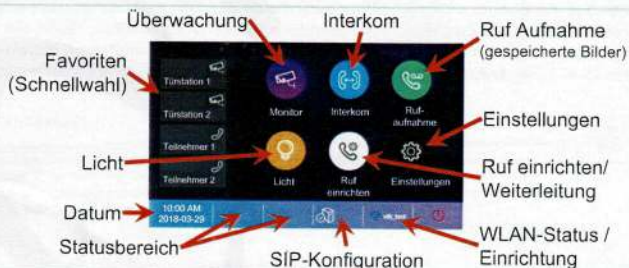 Überwachung
Interkom
Ruf Aufnahme
(gespeicherte Bilder)
Favoriten
(Schnellwahl)
Türstation 1
Türstation 2
Teilnehmer 1
Teilnehmer 2
Monitor
Interkom
Ruf-
aufnahme
Einstellungen
Licht
Licht
Ruf
einrichten
Einstellungen
Ruf einrichten/
Weiterleitung
Datum
10:00 AM
2018-03-29
Statusbereich
SIP-Konfiguration
WLAN-Status /
Einrichtung